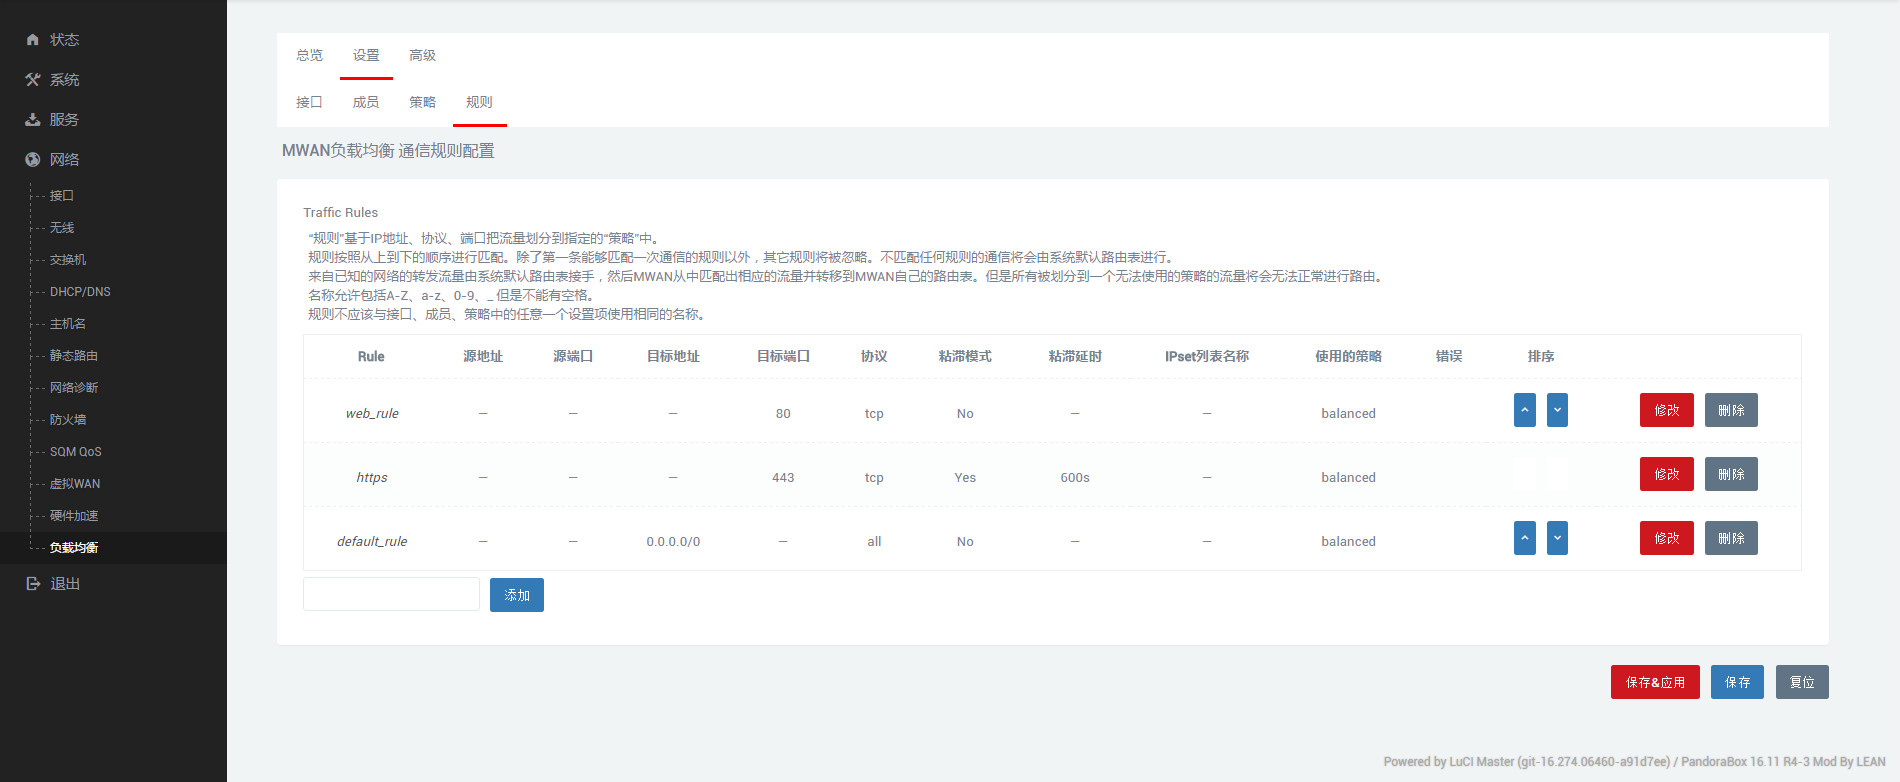 状态
系统
服务
网络
接口
无线
交换机
DHCP/DNS
主机名
静态路由
网络诊断
防火墙
SQM QoS
虚拟WAN
硬件加速
负载均衡
退出
总览 设置 高级
接口 成员 策略 规则
MWAN负载均衡 通信规则配置
Traffic Rules
“规则”基于IP地址、协议、端口把流量划分到指定的“策略”中。
规则按照从上到下的顺序进行匹配。除了第一条能够匹配一次通信的规则以外，其它规则将被忽略。不匹配任何规则的通信将会由系统默认路由表进行。
来自已知的网络的转发流量由系统默认路由表接手，然后MWAN从中匹配出相应的流量并转移到MWAN自己的路由表。但是所有被划分到一个无法使用的策略的流量将会无法正常进行路由。
名称允许包括A-Z、a-z、0-9、_ 但是不能有空格。
规则不应该与接口、成员、策略中的任意一个设置项使用相同的名称。
Rule 源地址 源端口 目标地址 目标端口 协议 粘滞模式 粘滞延时 IPset列表名称 使用的策略 错误 排序
web_rule — — — 80 tcp No — — balanced 修改 删除
https — — — 443 tcp Yes 600s — balanced 修改 删除
default_rule — — 0.0.0.0/0 — all No — — balanced 修改 删除
添加
保存&应用 保存 复位
Powered by LuCI Master (git-16.274.06460-a91d7ee) / PandoraBox 16.11 R4-3 Mod By LEAN